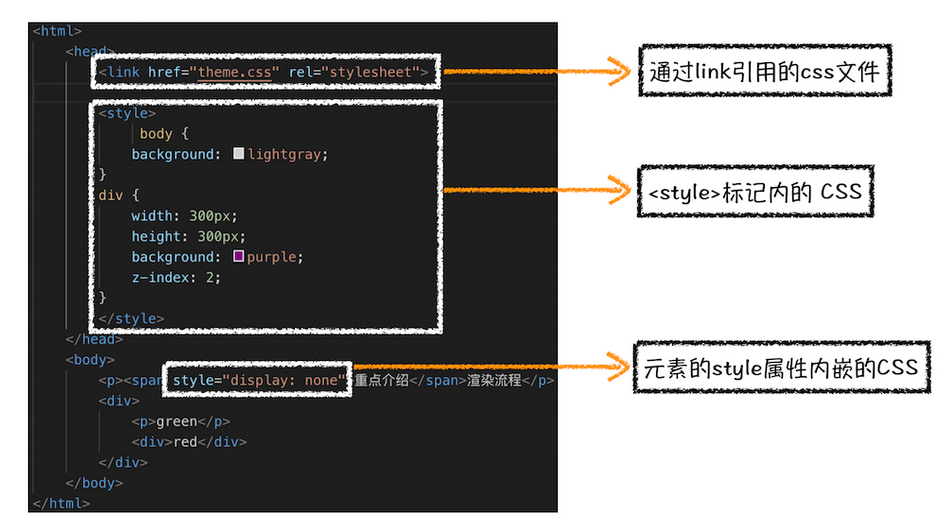 <html>
<head>
<link href="theme.css" rel="stylesheet">
通过link引用的css文件
<style>
body {
background: lightgray;
}
div {
<style>标记内的 CSS
width: 300px;
height: 300px;
background: purple;
z-index: 2;
}
</style>
</head>
<body>
<p><span style="display: none" 重点介绍</span>渲染流程</p>
元素的style属性内嵌的CSS
<div>
<p>green</p>
<div>red</div>
</div>
</body>
</html>